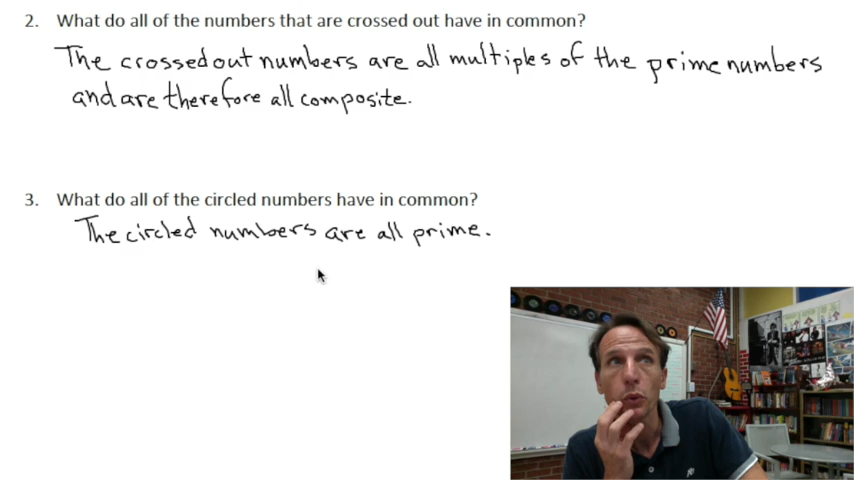 2. What do all of the numbers that are crossed out have in common?
The crossed out numbers are all multiples of the prime numbers
and are therefore all composite.
3. What do all of the circled numbers have in common?
The circled numbers are all prime.